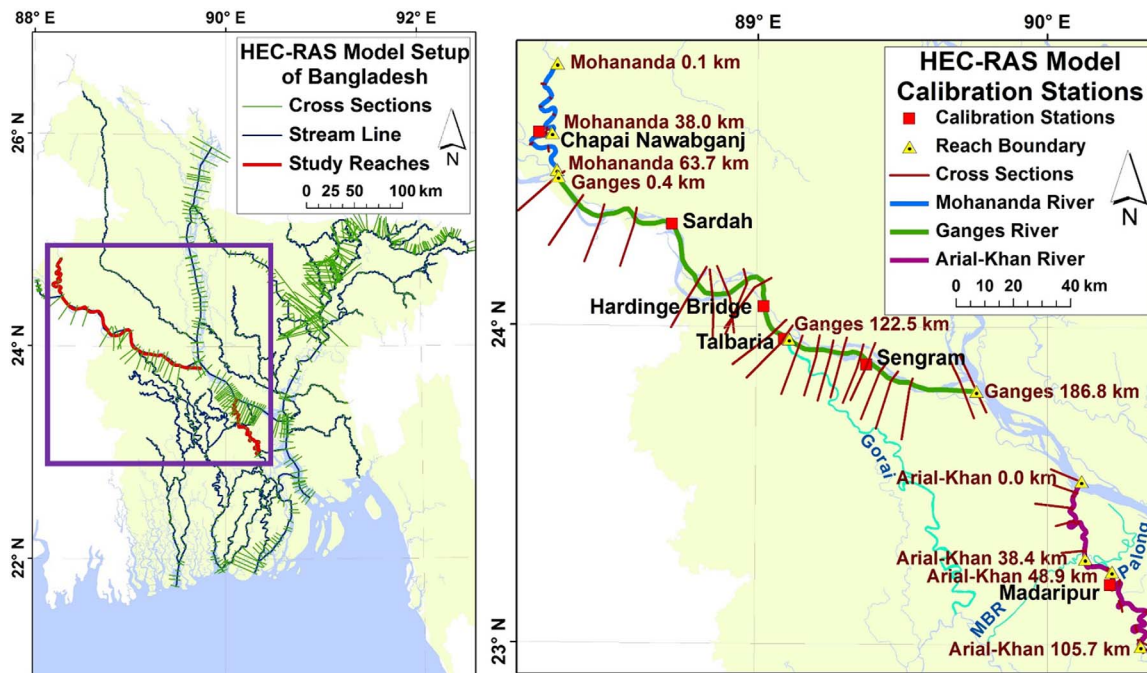 88° E
90° E
92° E
26° N
24° N
22° N
HEC-RAS Model Setup
of Bangladesh
Cross Sections
Stream Line
Study Reaches
N
0 50 100 km
89° E
90° E
24° N
23° N
HEC-RAS Model
Calibration Stations
Calibration Stations
Reach Boundary
Cross Sections
Mohananda River
Ganges River
Arial-Khan River
N
0 20 40 km
Mohananda 0.1 km
Mohananda 38.0 km
Chapai Nawabganj
Mohananda 63.7 km
Ganges 0.4 km
Sardah
Hardinge Bridge
Ganges 122.5 km
Talbaria
Sengram
Ganges 186.8 km
Gorai
Arial-Khan 0.0 km
Arial-Khan 38.4 km
Arial-Khan 48.9 km
Palong
Madaripur
MBR
Arial-Khan 105.7 km